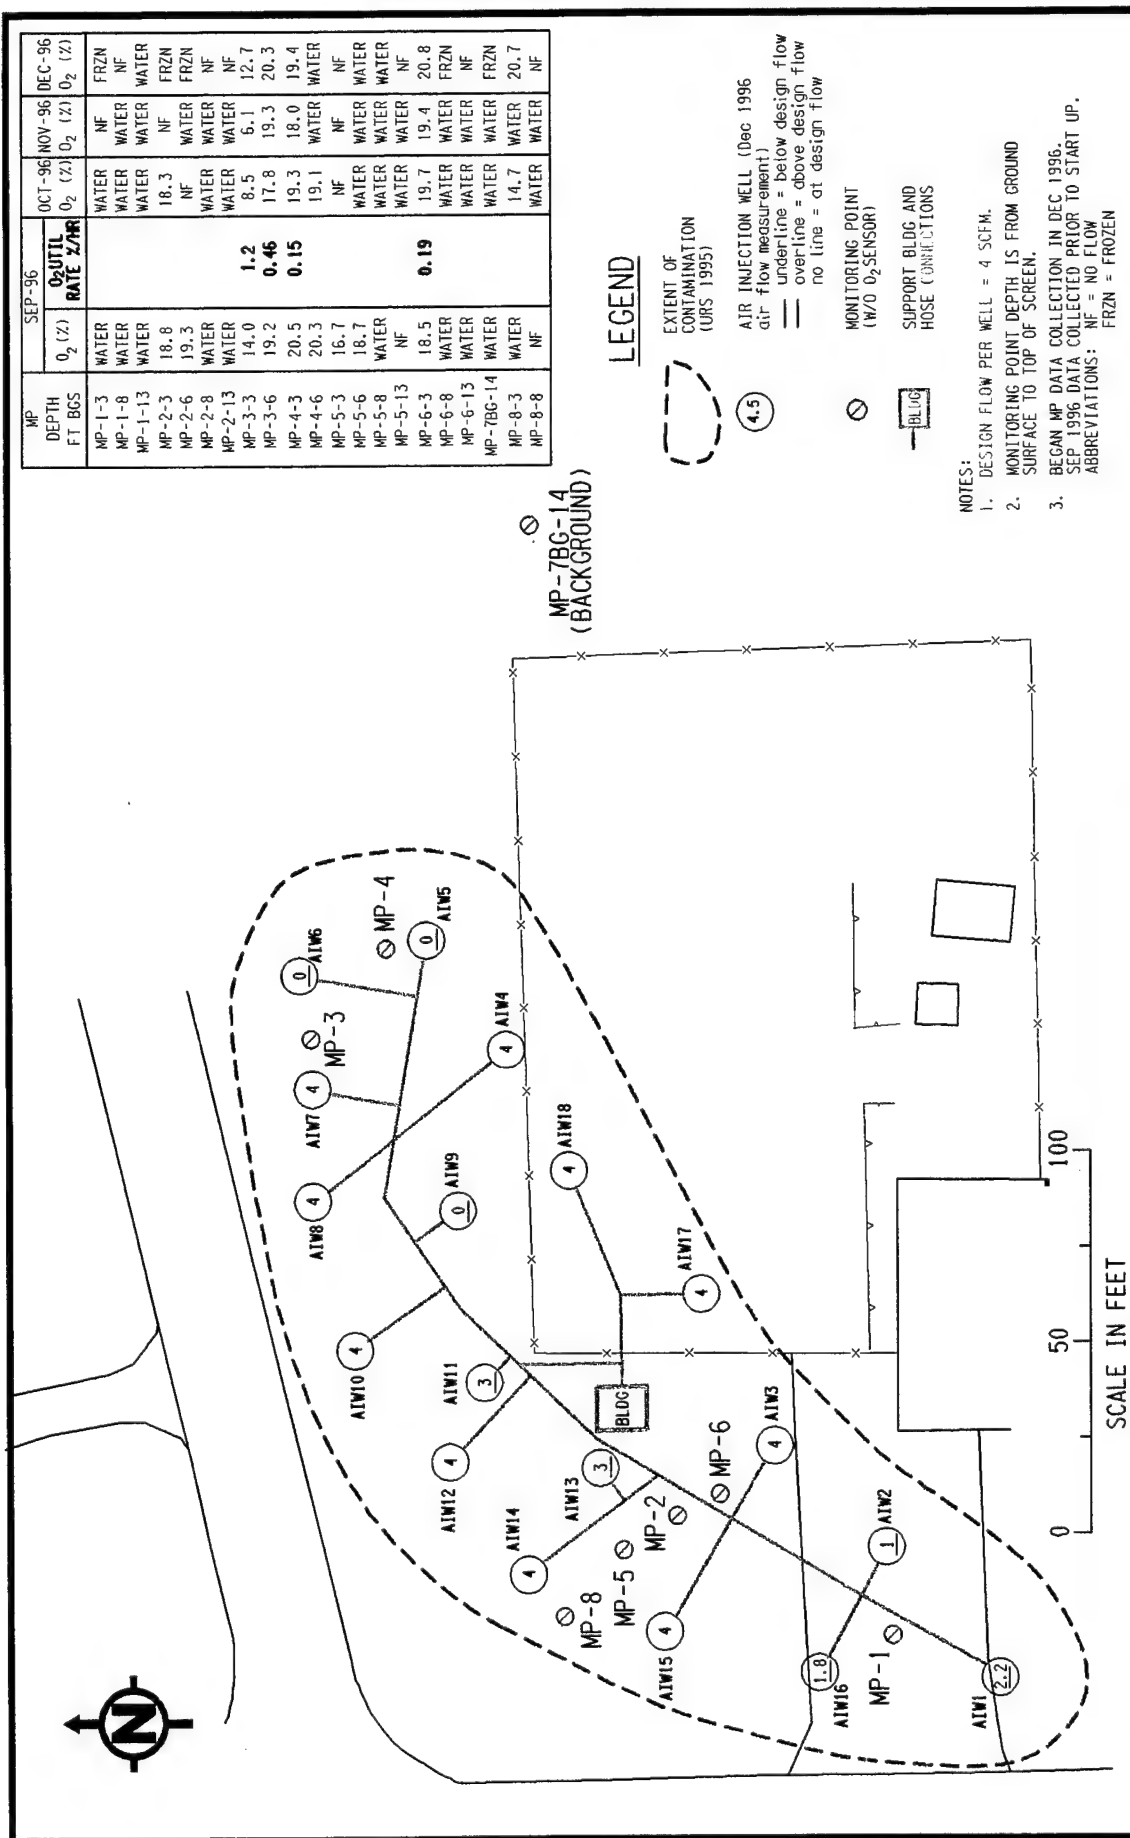 MP DEPTH FT BGS SEP-96 OCT-96 NOV-96 DEC-96
O₂ (%) O₂UTIL RATE %/HR O₂ (%) O₂ (%) O₂ (%)
MP-1-3 WATER WATER NF FRZN
MP-1-8 WATER WATER WATER NF
MP-1-13 WATER WATER WATER WATER
MP-2-3 18.8 18.3 NF FRZN
MP-2-6 19.3 NF WATER FRZN
MP-2-8 WATER WATER WATER NF
MP-2-13 WATER WATER WATER NF
MP-3-3 14.0 1.2 8.5 6.1 12.7
MP-3-6 19.2 0.46 17.8 19.3 20.3
MP-4-3 20.5 0.15 19.3 18.0 19.4
MP-4-6 20.3 19.1 WATER WATER
MP-5-3 16.7 NF NF NF
MP-5-6 18.7 WATER WATER WATER
MP-5-8 WATER WATER WATER WATER
MP-5-13 NF WATER WATER NF
MP-6-3 18.5 0.19 19.7 19.4 20.8
MP-6-8 WATER WATER WATER FRZN
MP-6-13 WATER WATER WATER NF
MP-7BG-14 WATER WATER WATER FRZN
MP-8-3 WATER 14.7 WATER 20.7
MP-8-8 NF WATER WATER NF
N
AIW8 4
AIW7 4
MP-3
0 AIW6
MP-4
0 AIW5
4 AIW4
0 AIW9
AIW10 4
AIW11 3
AIW12 4
AIW13 3
AIW14 4
4 AIW18
4 AIW17
BLDG
MP-8
MP-5
MP-2
MP-6
4 AIW3
AIW15 4
1 AIW2
1.8 AIW16
MP-1
AIW1 2.2
MP-7BG-14
(BACKGROUND)
0 50 100
SCALE IN FEET
LEGEND
EXTENT OF
CONTAMINATION
(URS 1995)
4.5
AIR INJECTION WELL (Dec 1996
air flow measurement)
underline = below design flow
overline = above design flow
no line = at design flow
MONITORING POINT
(W/O O₂SENSOR)
BLDG
SUPPORT BLDG AND
HOSE CONNECTIONS
NOTES:
1. DESIGN FLOW PER WELL = 4 SCFM.
2. MONITORING POINT DEPTH IS FROM GROUND
SURFACE TO TOP OF SCREEN.
3. BEGAN MP DATA COLLECTION IN DEC 1996.
SEP 1996 DATA COLLECTED PRIOR TO START UP.
ABBREVIATIONS: NF = NO FLOW
FRZN = FROZEN